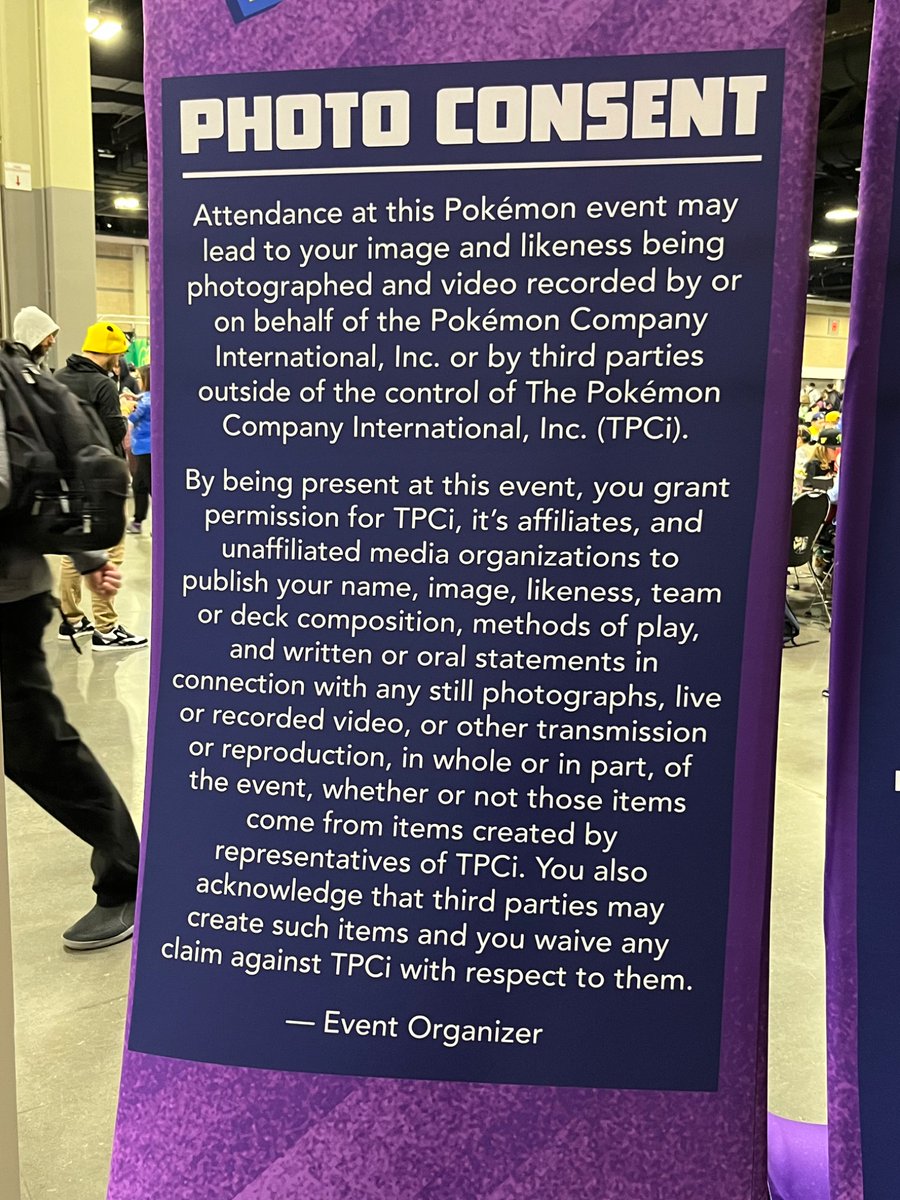 PHOTO CONSENT
Attendance at this Pokémon event may
lead to your image and likeness being
photographed and video recorded by or
on behalf of the Pokémon Company
International, Inc. or by third parties
outside of the control of The Pokémon
Company International, Inc. (TPCi).
By being present at this event, you grant
permission for TPCi, it's affiliates, and
unaffiliated media organizations to
publish your name, image, likeness, team
or deck composition, methods of play,
and written or oral statements in
connection with any still photographs, live
or recorded video, or other transmission
or reproduction, in whole or in part, of
the event, whether or not those items
come from items created by
representatives of TPCi. You also
acknowledge that third parties may
create such items and you waive any
claim against TPCi with respect to them.
— Event Organizer